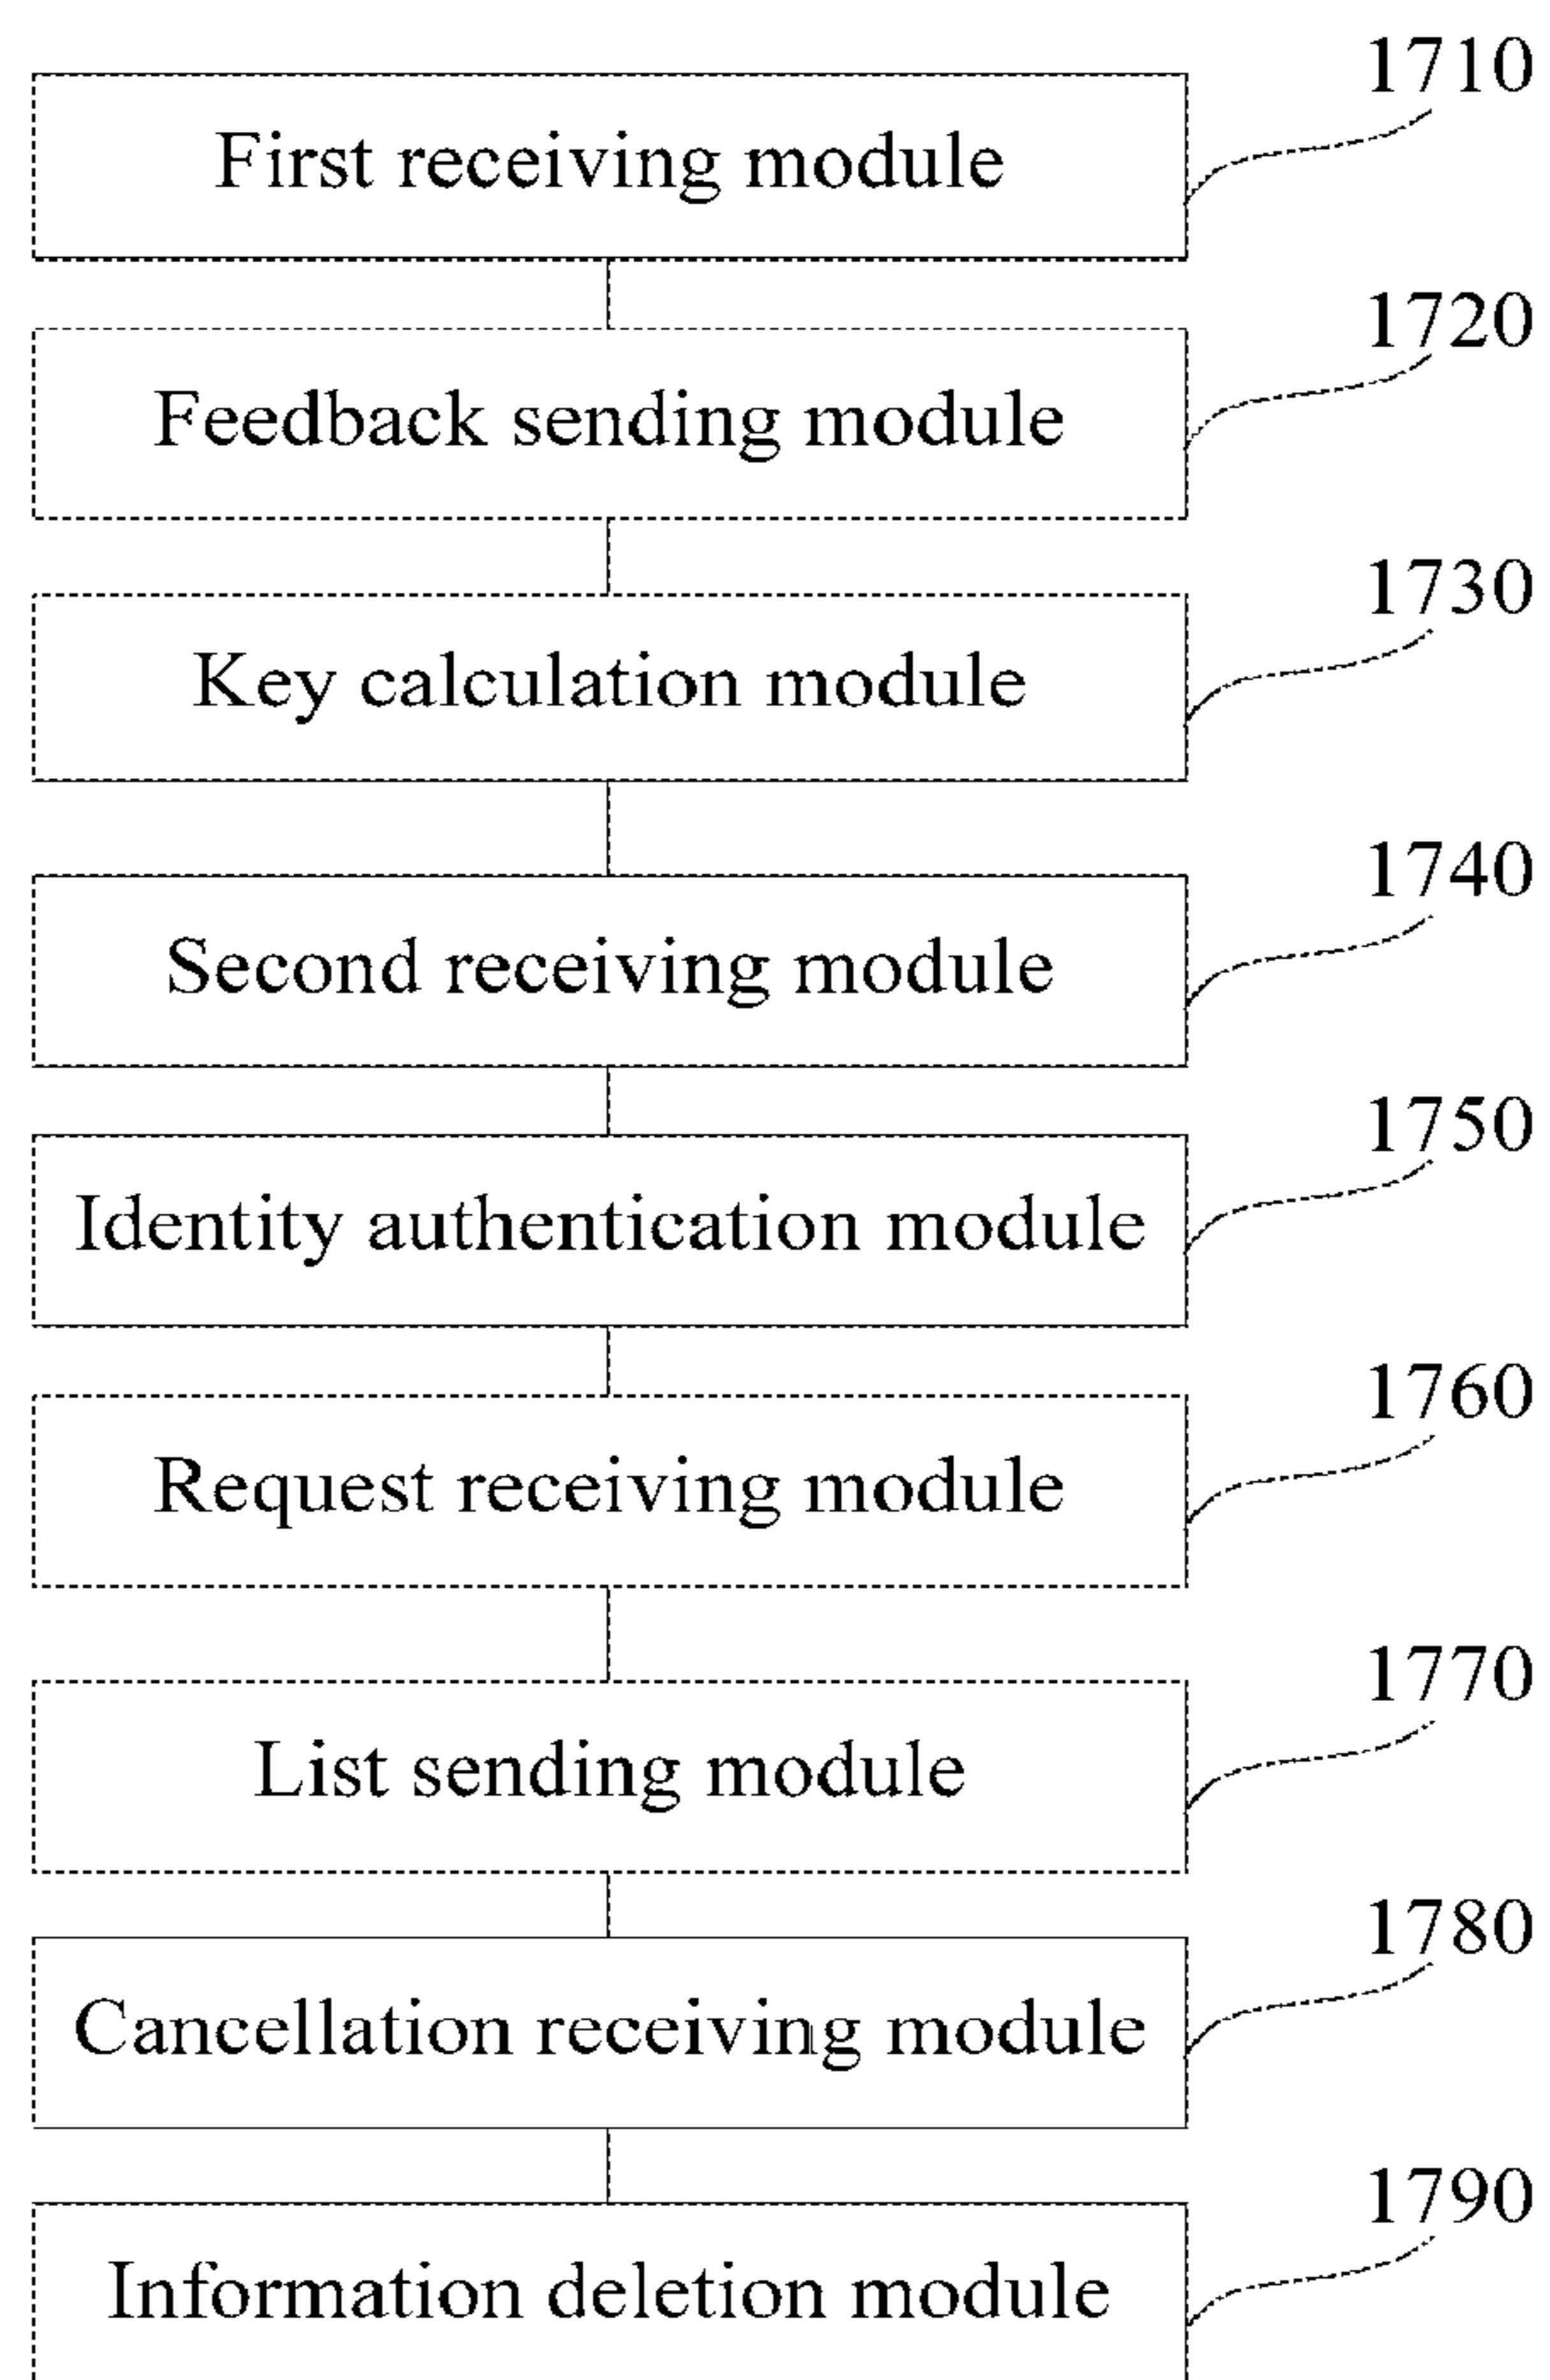 1710
First receiving module
1720
Feedback sending module
1730
Key calculation module
1740
Second receiving module
1750
Identity authentication module
1760
Request receiving module
1770
List sending module
1780
Cancellation receiving module
1790
Information deletion module